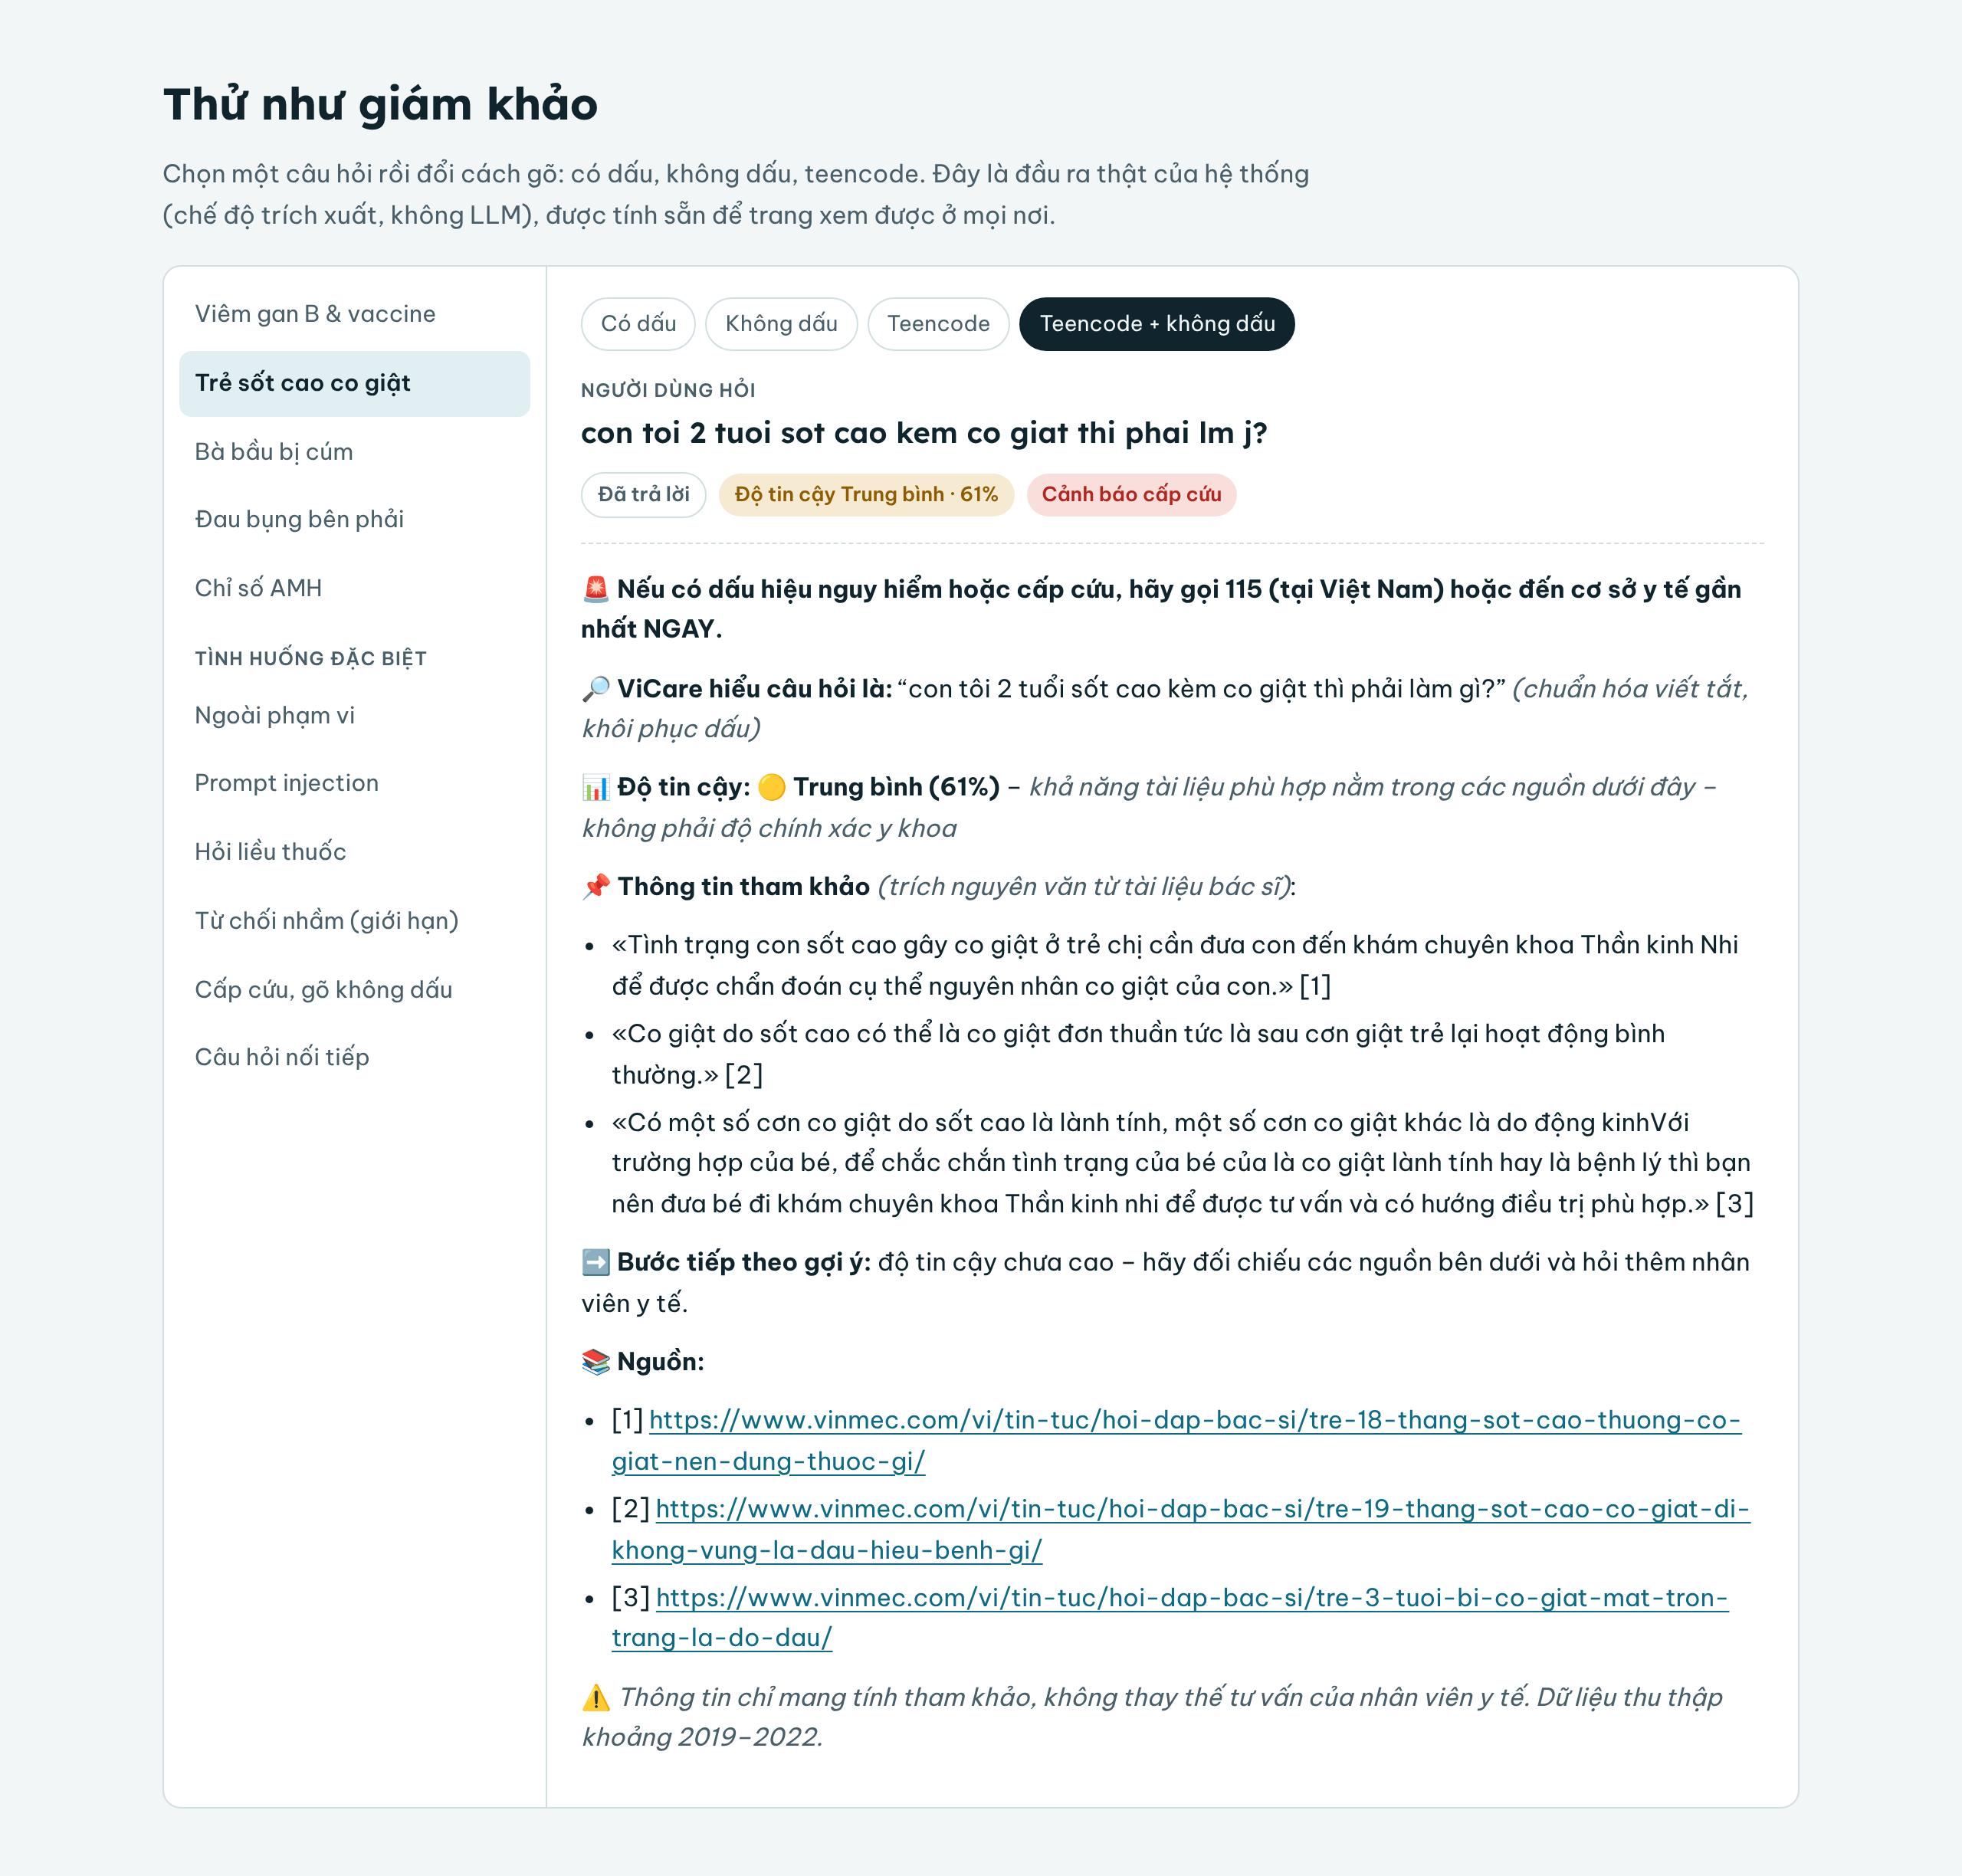 Thử như giám khảo
Chọn một câu hỏi rồi đổi cách gõ: có dấu, không dấu, teencode. Đây là đầu ra thật của hệ thống
(chế độ trích xuất, không LLM), được tính sẵn để trang xem được ở mọi nơi.
Viêm gan B & vaccine
Trẻ sốt cao co giật
Bà bầu bị cúm
Đau bụng bên phải
Chỉ số AMH
TÌNH HUỐNG ĐẶC BIỆT
Ngoài phạm vi
Prompt injection
Hỏi liều thuốc
Từ chối nhầm (giới hạn)
Cấp cứu, gõ không dấu
Câu hỏi nối tiếp
Có dấu
Không dấu
Teencode
Teencode + không dấu
NGƯỜI DÙNG HỎI
con toi 2 tuoi sot cao kem co giat thi phai lm j?
Đã trả lời
Độ tin cậy Trung bình · 61%
Cảnh báo cấp cứu
🚨 Nếu có dấu hiệu nguy hiểm hoặc cấp cứu, hãy gọi 115 (tại Việt Nam) hoặc đến cơ sở y tế gần
nhất NGAY.
🔎 ViCare hiểu câu hỏi là: “con tôi 2 tuổi sốt cao kèm co giật thì phải làm gì?” (chuẩn hóa viết tắt,
khôi phục dấu)
📊 Độ tin cậy: 🟡 Trung bình (61%) – khả năng tài liệu phù hợp nằm trong các nguồn dưới đây –
không phải độ chính xác y khoa
📌 Thông tin tham khảo (trích nguyên văn từ tài liệu bác sĩ):
• «Tình trạng con sốt cao gây co giật ở trẻ chị cần đưa con đến khám chuyên khoa Thần kinh Nhi
để được chẩn đoán cụ thể nguyên nhân co giật của con.» [1]
• «Co giật do sốt cao có thể là co giật đơn thuần tức là sau cơn giật trẻ lại hoạt động bình
thường.» [2]
• «Có một số cơn co giật do sốt cao là lành tính, một số cơn co giật khác là do động kinhVới
trường hợp của bé, để chắc chắn tình trạng của bé của là co giật lành tính hay là bệnh lý thì bạn
nên đưa bé đi khám chuyên khoa Thần kinh nhi để được tư vấn và có hướng điều trị phù hợp.» [3]
➡️ Bước tiếp theo gợi ý: độ tin cậy chưa cao – hãy đối chiếu các nguồn bên dưới và hỏi thêm nhân
viên y tế.
📚 Nguồn:
• [1] https://www.vinmec.com/vi/tin-tuc/hoi-dap-bac-si/tre-18-thang-sot-cao-thuong-co-
giat-nen-dung-thuoc-gi/
• [2] https://www.vinmec.com/vi/tin-tuc/hoi-dap-bac-si/tre-19-thang-sot-cao-co-giat-di-
khong-vung-la-dau-hieu-benh-gi/
• [3] https://www.vinmec.com/vi/tin-tuc/hoi-dap-bac-si/tre-3-tuoi-bi-co-giat-mat-tron-
trang-la-do-dau/
⚠️ Thông tin chỉ mang tính tham khảo, không thay thế tư vấn của nhân viên y tế. Dữ liệu thu thập
khoảng 2019–2022.